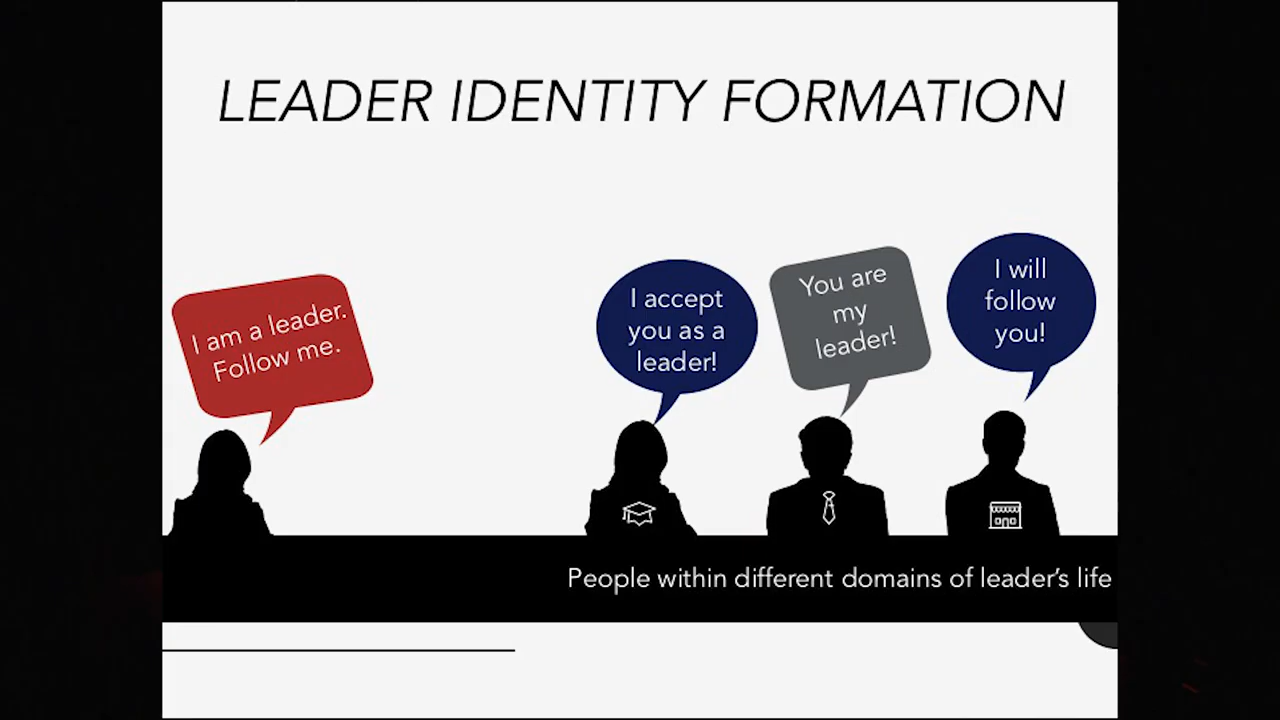 LEADER IDENTITY FORMATION
I am a leader.
Follow me.
I accept
you as a
leader!
You are
my
leader!
I will
follow
you!
People within different domains of leader's life